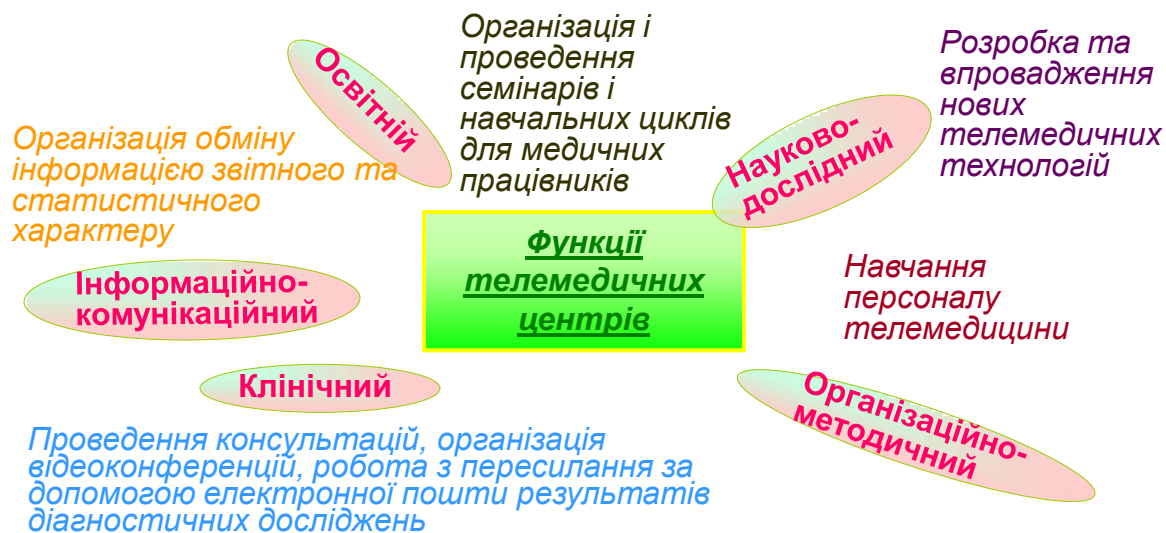 Освітній
Організація і
проведення
семінарів і
навчальних циклів
для медичних
працівників
Науково-
дослідний
Розробка та
впровадження
нових
телемедичних
технологій
Організація обміну
інформацією звітного та
статистичного
характеру
Інформаційно-
комунікаційний
Функції
телемедичних
центрів
Навчання
персоналу
телемедицини
Клінічний
Організаційно-
методичний
Проведення консультацій, організація
відеоконференцій, робота з пересилання за
допомогою електронної пошти результатів
діагностичних досліджень